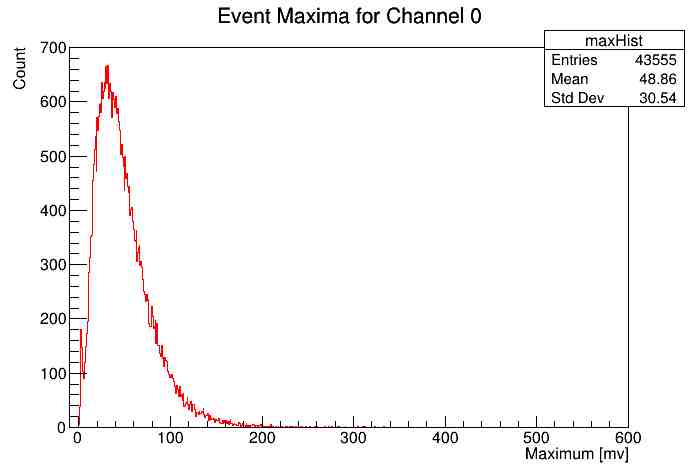 Event Maxima for Channel 0
maxHist
Entries 43555
Mean 48.86
Std Dev 30.54
Count
700
600
500
400
300
200
100
0
0 100 200 300 400 500 600
Maximum [mv]